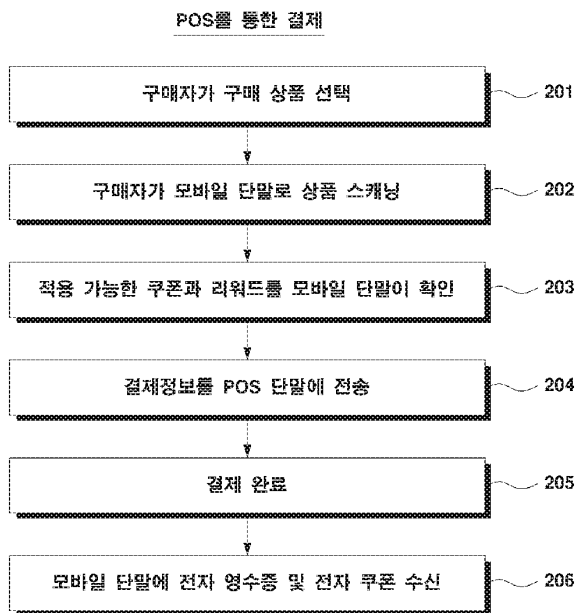 POS를 통한 결제
구매자가 구매 상품 선택 201
구매자가 모바일 단말로 상품 스캐닝 202
적용 가능한 쿠폰과 리워드를 모바일 단말이 확인 203
결제정보를 POS 단말에 전송 204
결제 완료 205
모바일 단말에 전자 영수증 및 전자 쿠폰 수신 206